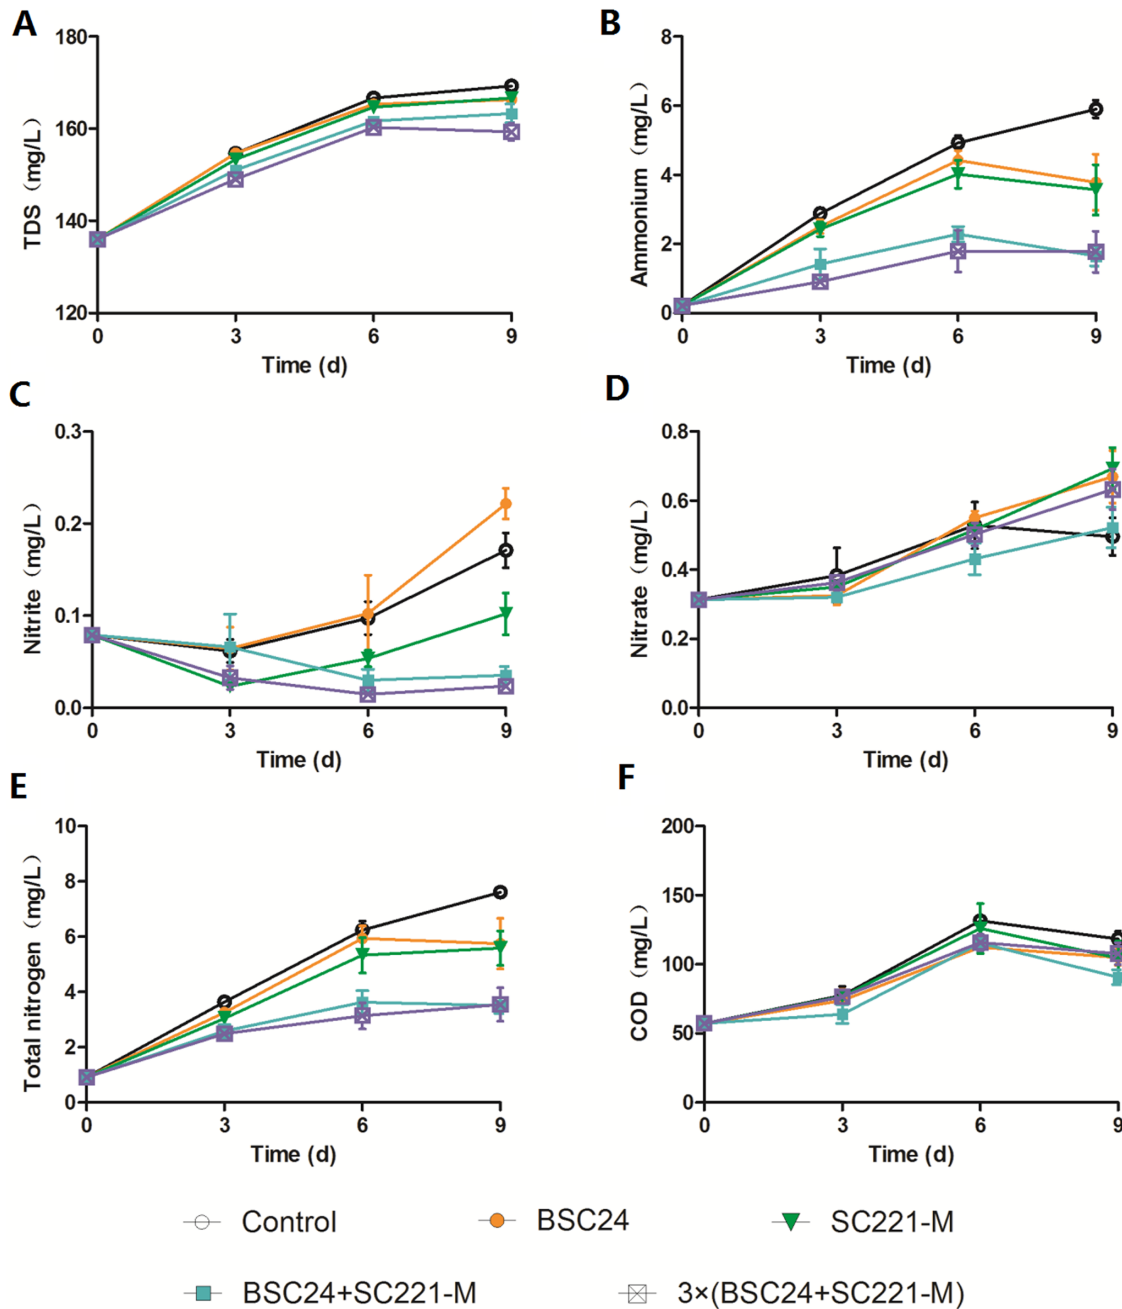 A
B
180
160
140
120
TDS（mg/L）
0
3
6
9
Time (d)
8
6
4
2
0
Ammonium（mg/L）
0
3
6
9
Time (d)
C
D
0.3
0.2
0.1
0.0
Nitrite（mg/L）
0
3
6
9
Time (d)
0.8
0.6
0.4
0.2
0.0
Nitrate（mg/L）
0
3
6
9
Time (d)
E
F
10
8
6
4
2
0
Total nitrogen（mg/L）
0
3
6
9
Time (d)
200
150
100
50
0
COD（mg/L）
0
3
6
9
Time (d)
Control
BSC24
SC221-M
BSC24+SC221-M
3×(BSC24+SC221-M)